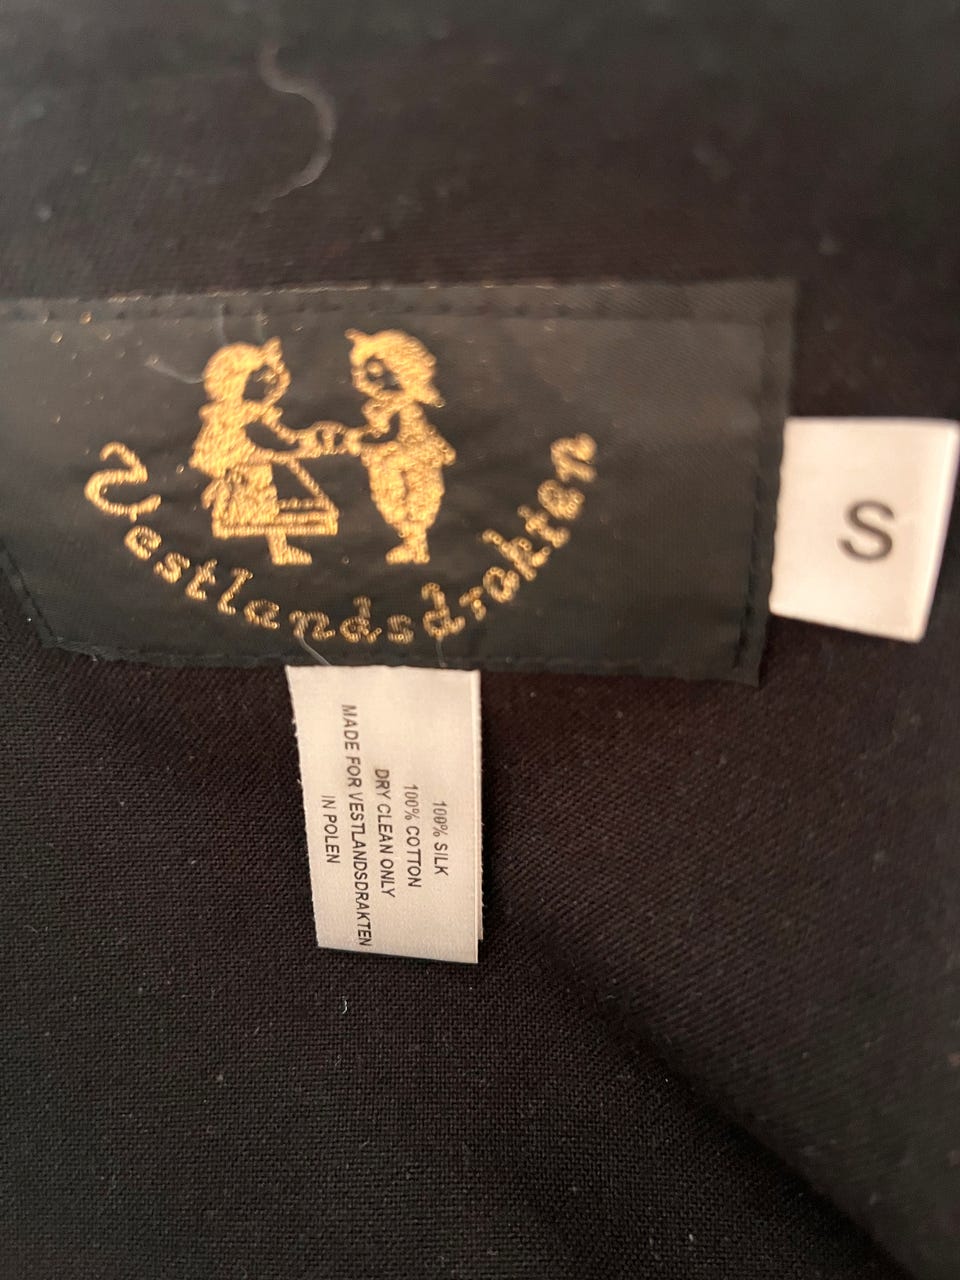 Vestlandsdrakten
S
100% SILK
100% COTTON
DRY CLEAN ONLY
MADE FOR VESTLANDSDRAKTEN
IN POLEN